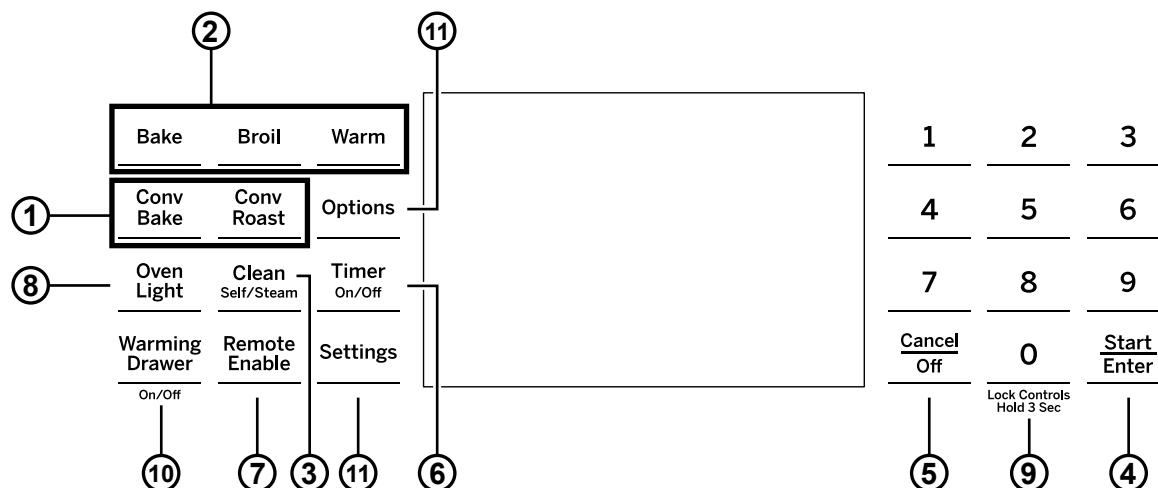 2
11
Bake Broil Warm 1 2 3
1
Conv Bake
Conv Roast
Options 4 5 6
8
Oven Light
Clean
Self/Steam
Timer
On/Off
7 8 9
Warming Drawer
On/Off
Remote Enable
Settings
Cancel
Off
0
Lock Controls
Hold 3 Sec
Start
Enter
10 7 3 11 6 5 9 4